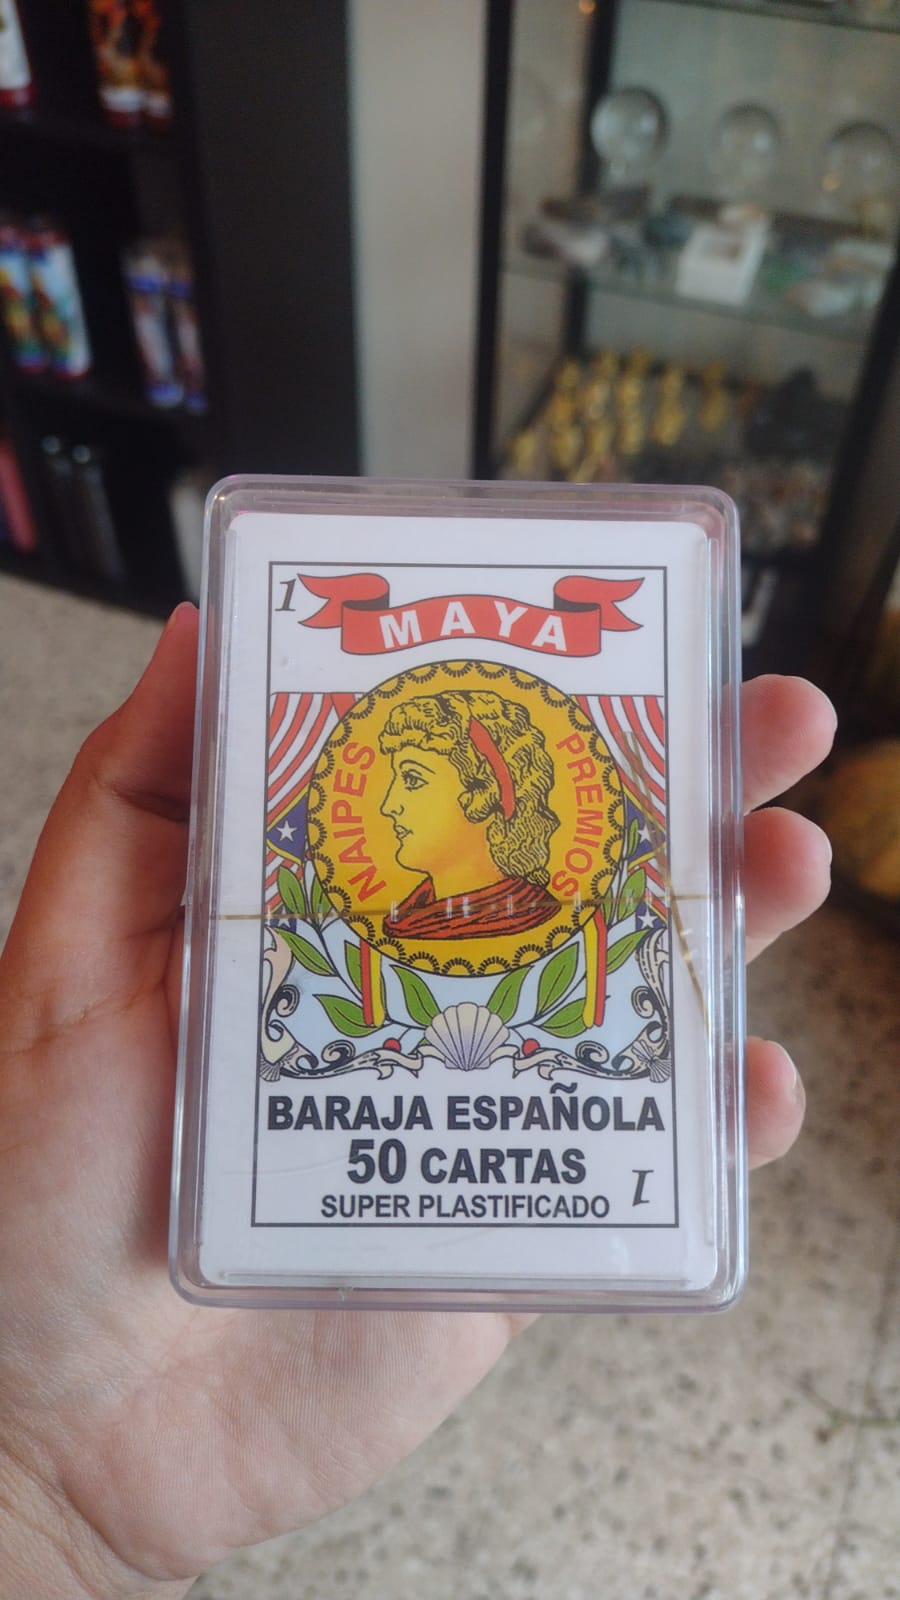 1
MAYA
NAIPES
PREMIOS
BARAJA ESPAÑOLA
50 CARTAS
SUPER PLASTIFICADO
1